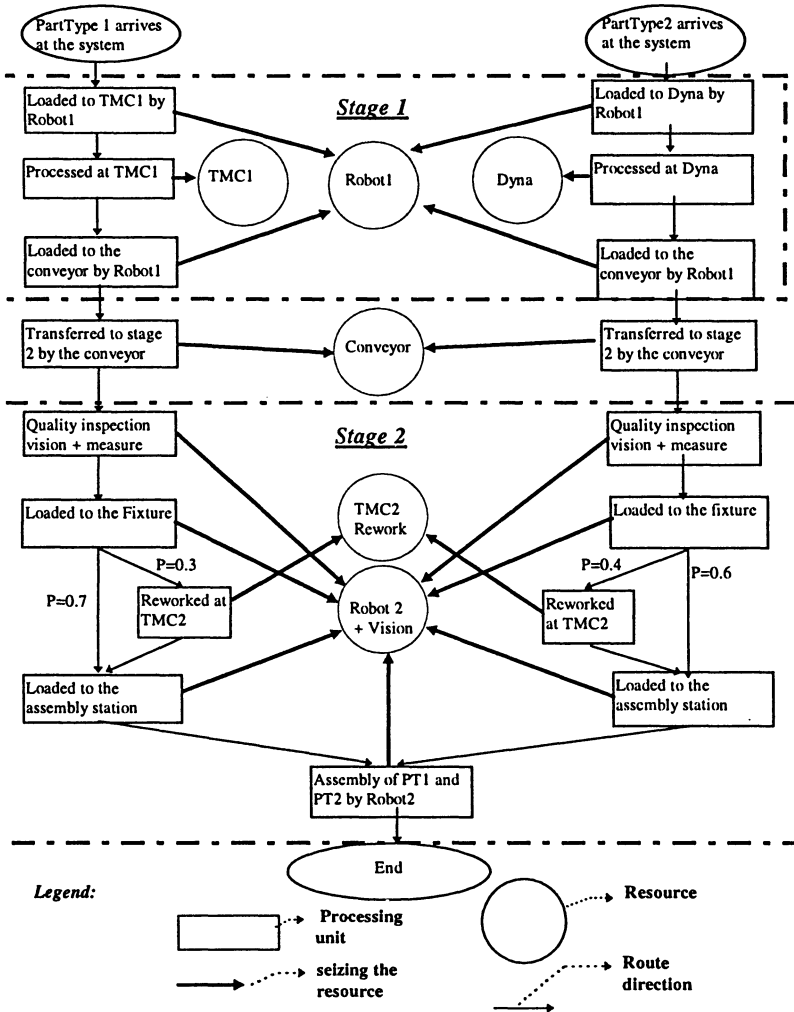 PartType 1 arrives
at the system
PartType2 arrives
at the system
Stage 1
Loaded to TMC1 by
Robot1
Loaded to Dyna by
Robot1
Processed at TMC1
TMC1
Robot1
Dyna
Processed at Dyna
Loaded to the
conveyor by Robot1
Loaded to the
conveyor by Robot1
Transferred to stage
2 by the conveyor
Conveyor
Transferred to stage
2 by the conveyor
Stage 2
Quality inspection
vision + measure
Quality inspection
vision + measure
Loaded to the Fixture
TMC2
Rework
Loaded to the fixture
P=0.3
P=0.7
Reworked at
TMC2
Robot 2
+ Vision
P=0.4
P=0.6
Reworked
at TMC2
Loaded to the
assembly station
Loaded to the
assembly station
Assembly of PT1 and
PT2 by Robot2
End
Legend:
Processing
unit
Resource
seizing the
resource
Route
direction